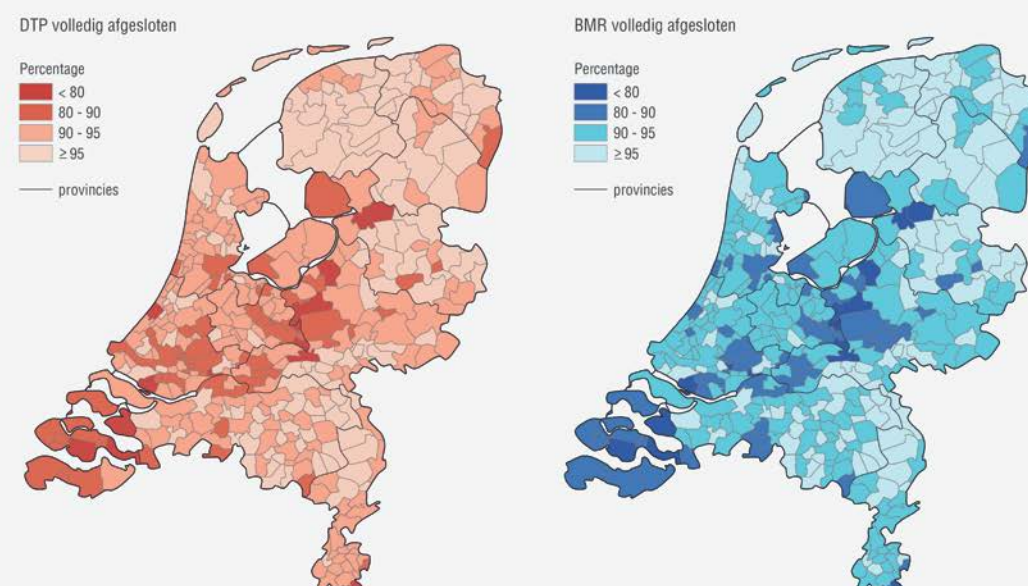 DTP volledig afgesloten
Percentage
< 80
80 - 90
90 - 95
≥ 95
provincies
BMR volledig afgesloten
Percentage
< 80
80 - 90
90 - 95
≥ 95
provincies